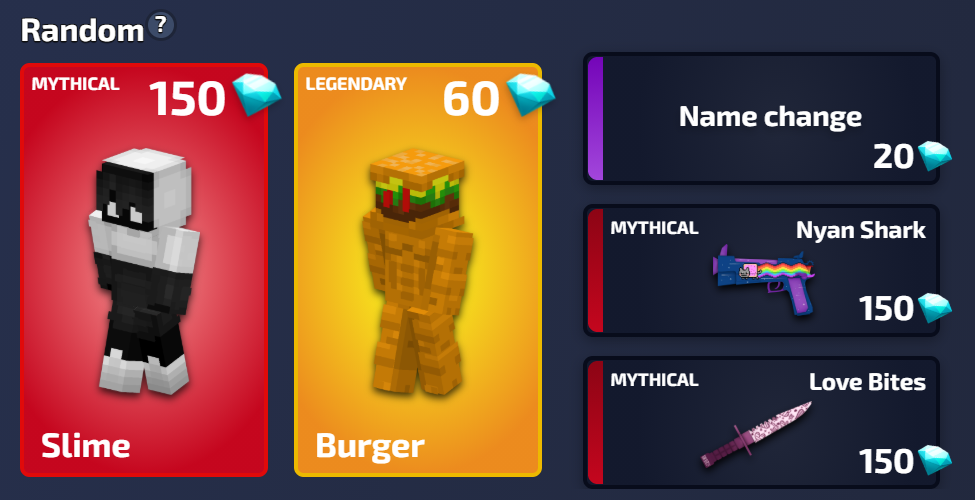 Random ?
MYTHICAL 150
Slime
LEGENDARY 60
Burger
Name change
20
MYTHICAL Nyan Shark
150
MYTHICAL Love Bites
150